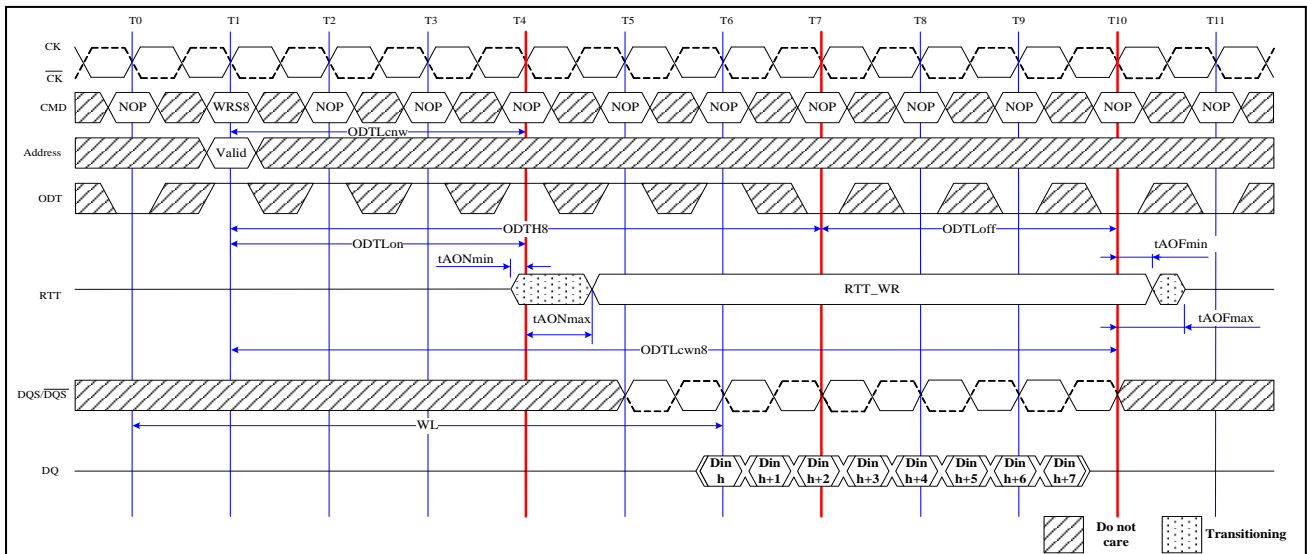 T0 T1 T2 T3 T4 T5 T6 T7 T8 T9 T10 T11
CK
CK
CMD NOP WRS8 NOP NOP NOP NOP NOP NOP NOP NOP NOP NOP
ODTLcnw
Address Valid
ODT
ODTH8 ODTLoff
ODTLon
tAONmin tAOFmin
RTT RTT_WR
tAONmax tAOFmax
ODTLcwn8
DQS/DQS
WL
DQ Din h Din h+1 Din h+2 Din h+3 Din h+4 Din h+5 Din h+6 Din h+7
Do not care Transitioning